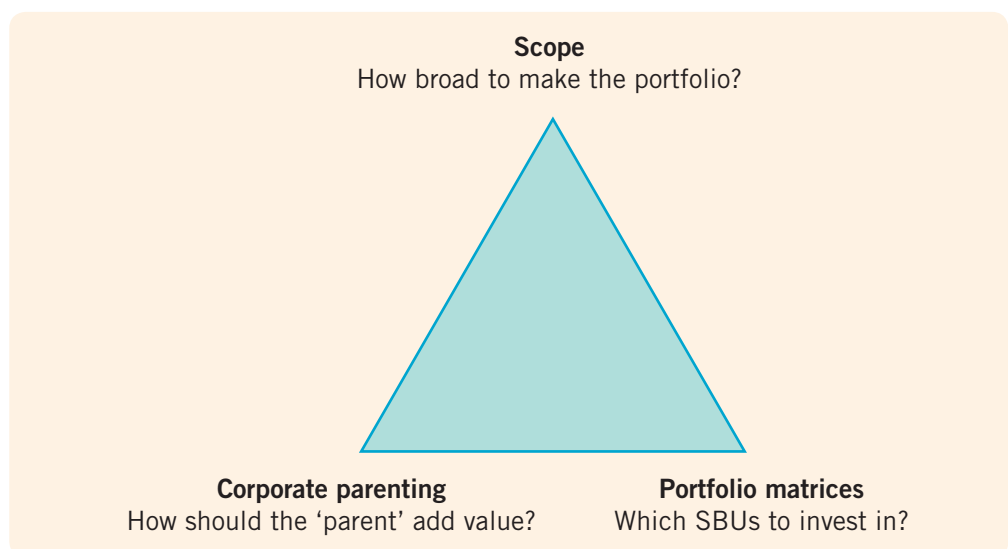 Scope
How broad to make the portfolio?
Corporate parenting
How should the ‘parent’ add value?
Portfolio matrices
Which SBUs to invest in?